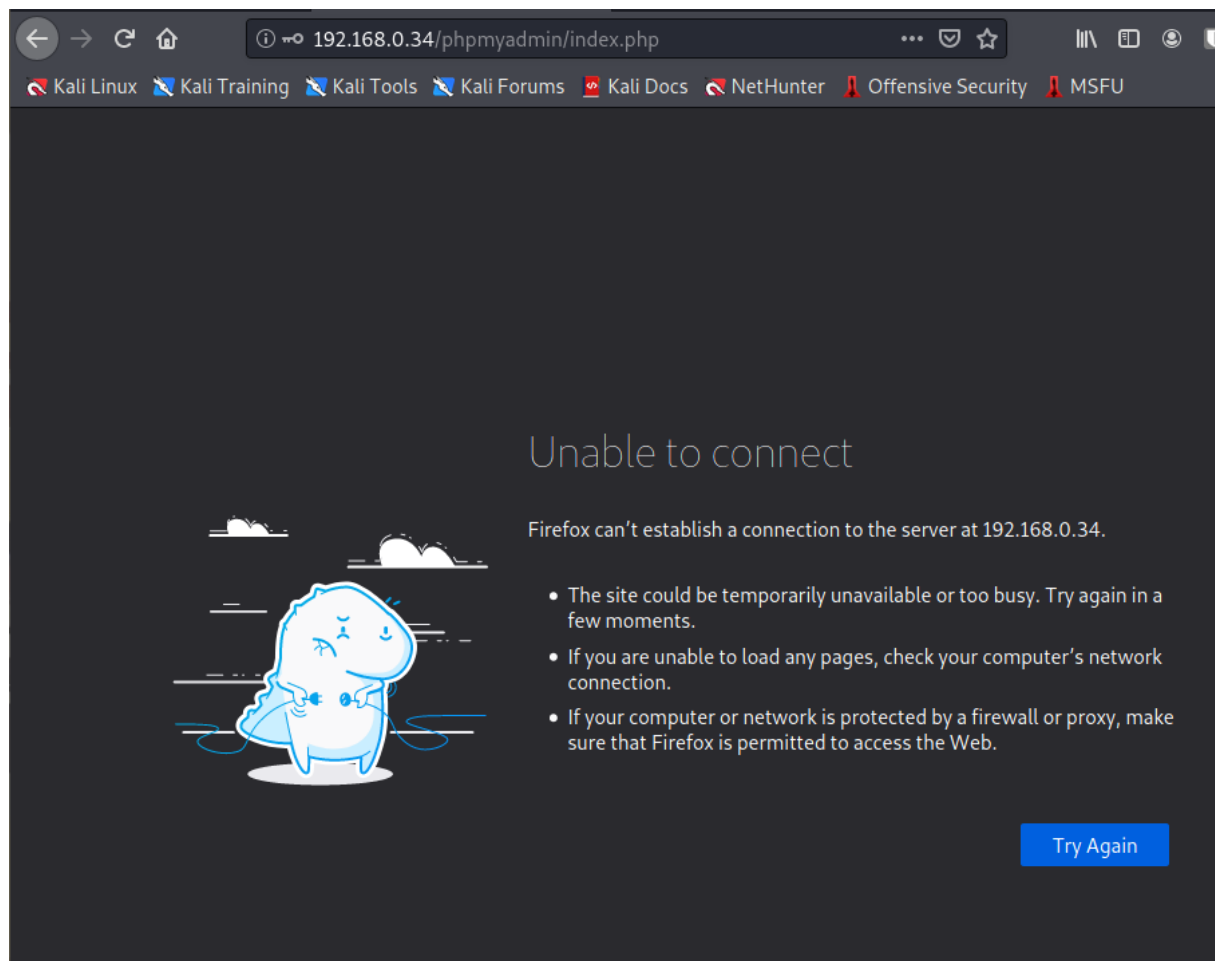 192.168.0.34/phpmyadmin/index.php
Kali Linux Kali Training Kali Tools Kali Forums Kali Docs NetHunter Offensive Security MSFU
Unable to connect
Firefox can’t establish a connection to the server at 192.168.0.34.
• The site could be temporarily unavailable or too busy. Try again in a
few moments.
• If you are unable to load any pages, check your computer’s network
connection.
• If your computer or network is protected by a firewall or proxy, make
sure that Firefox is permitted to access the Web.
Try Again